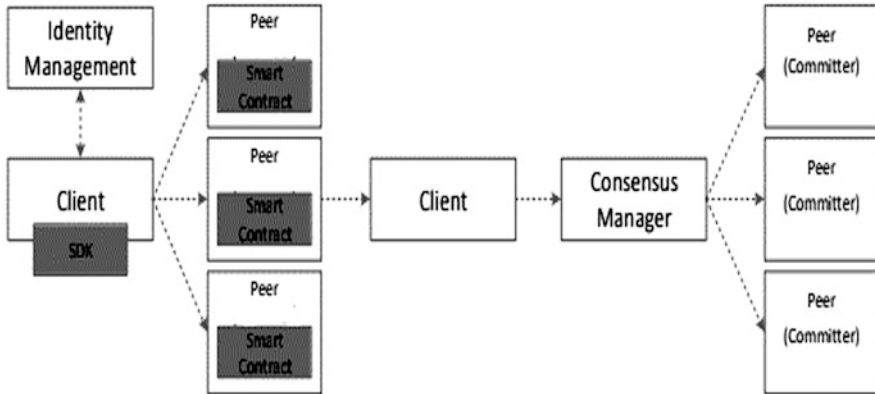 Identity
Management
Client
SDK
Peer
Smart
Contract
Peer
Smart
Contract
Peer
Smart
Contract
Client
Consensus
Manager
Peer
(Committer)
Peer
(Committer)
Peer
(Committer)